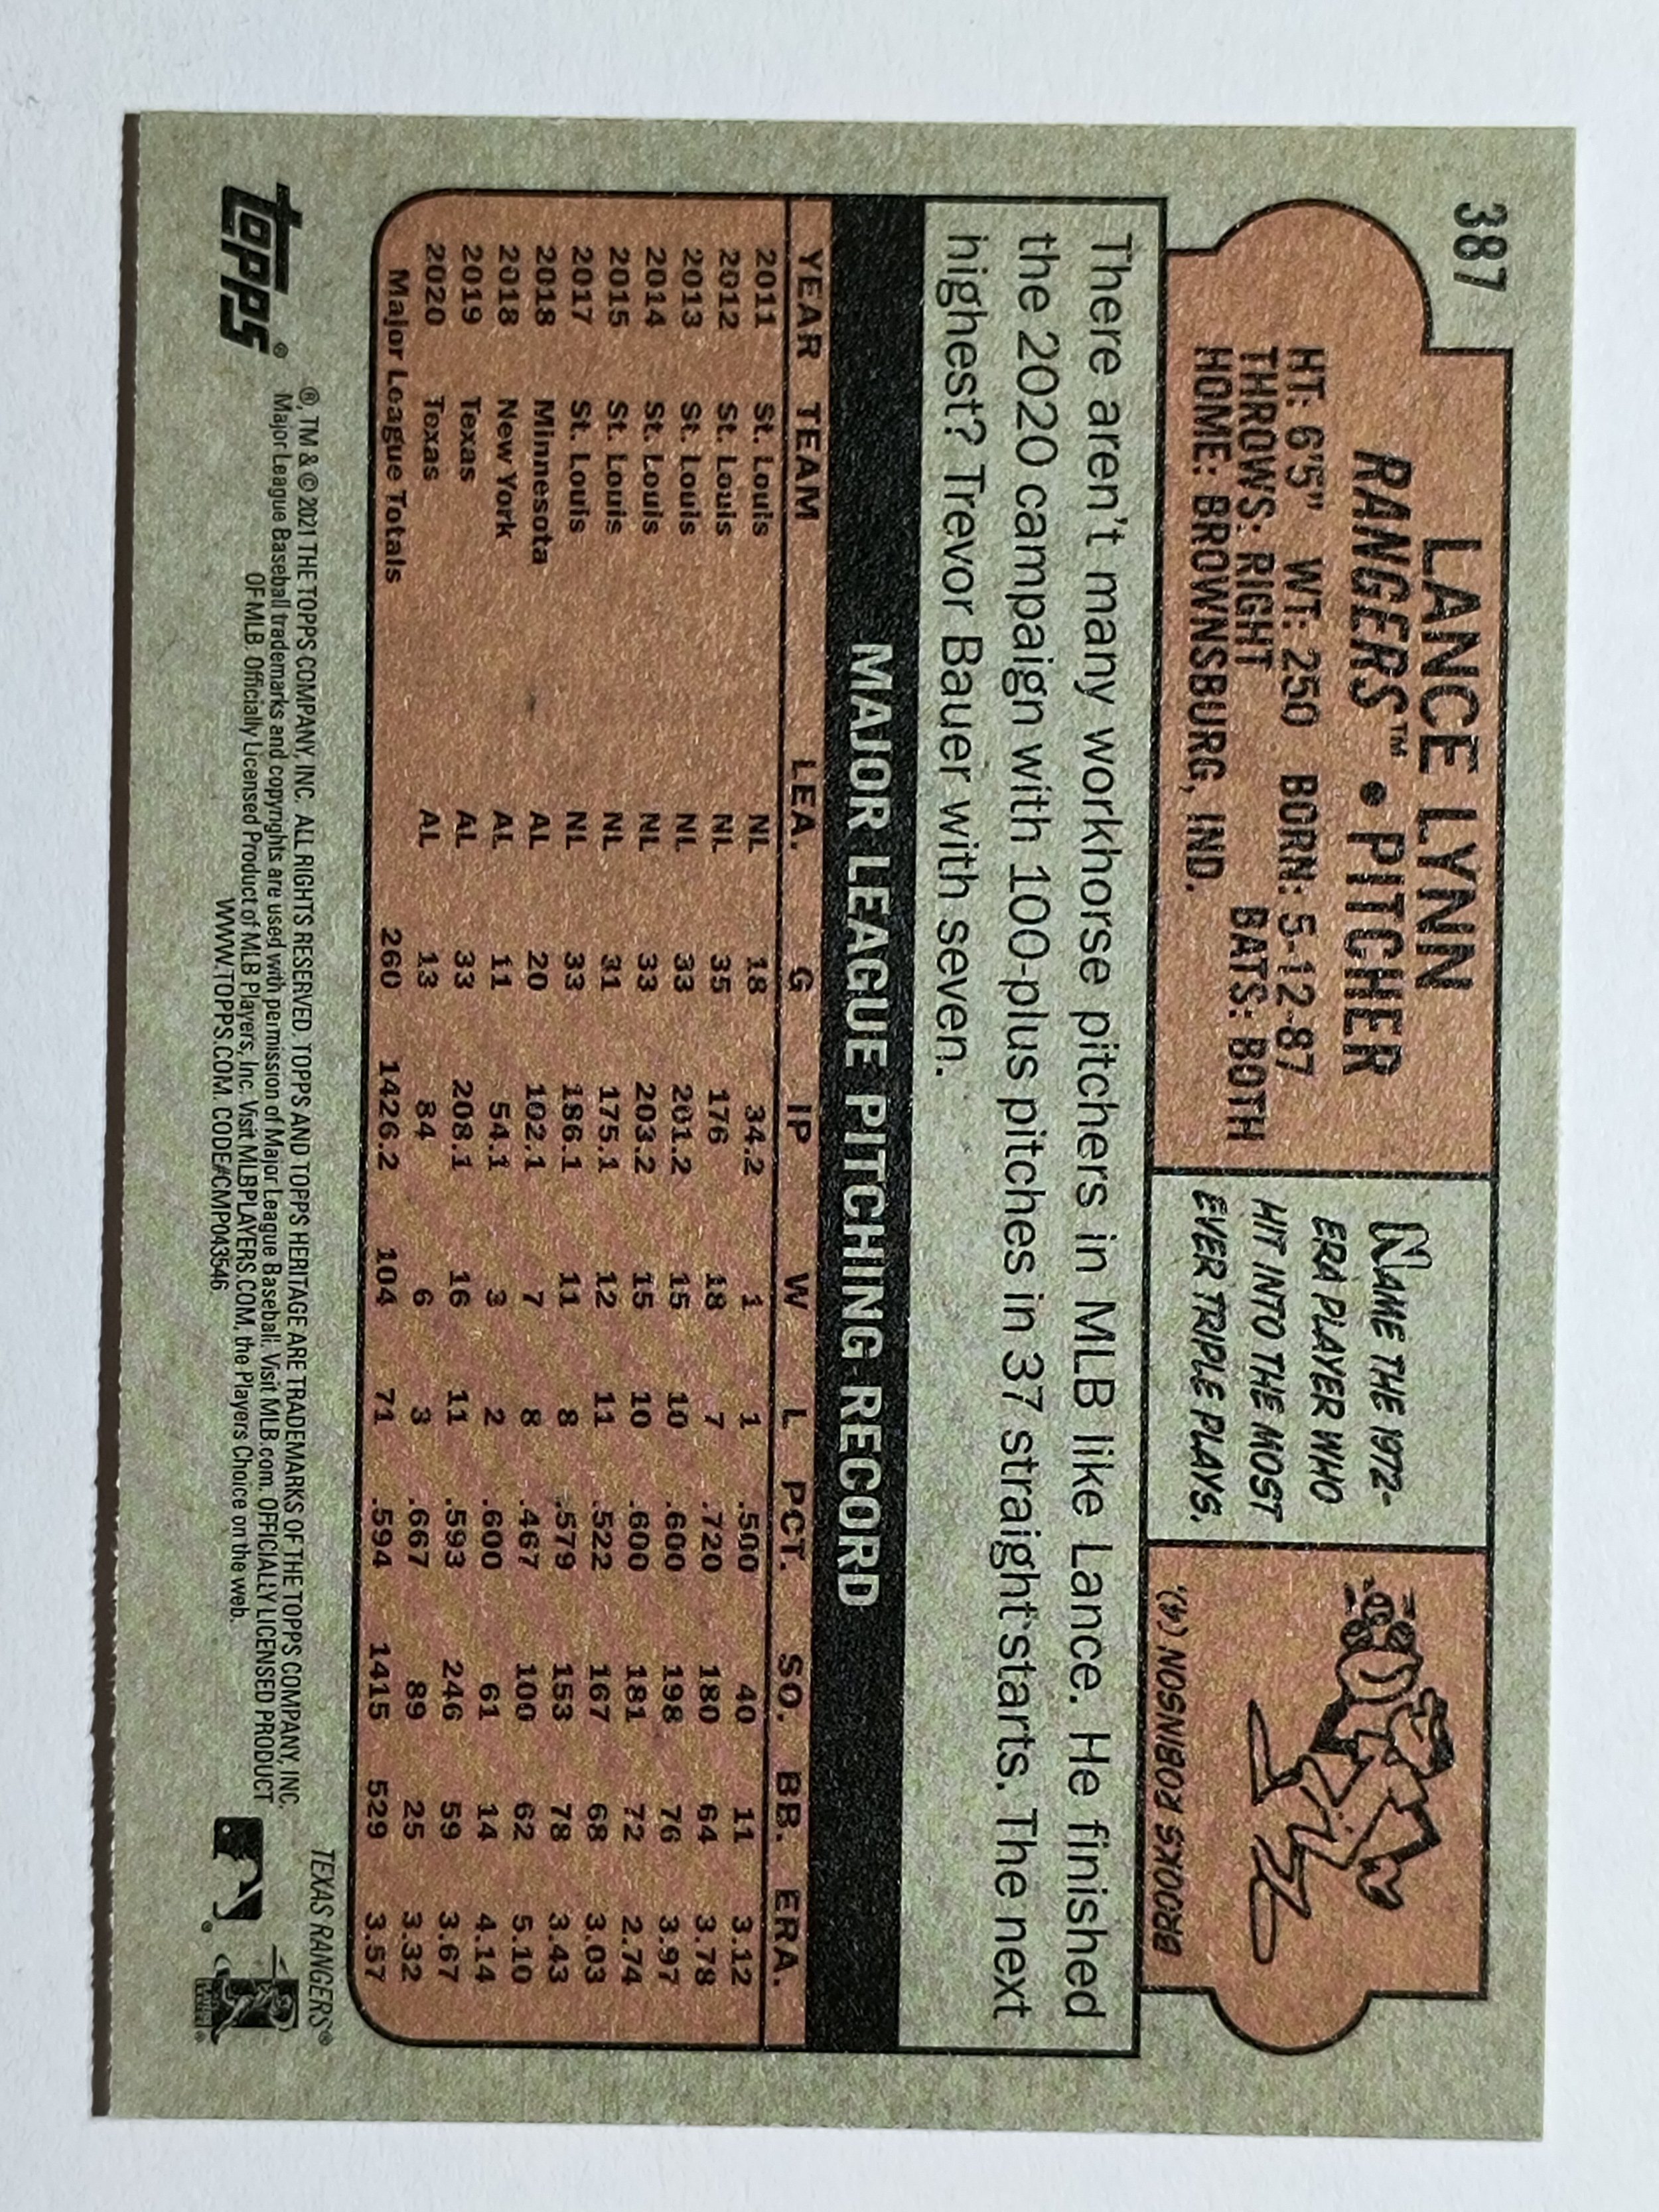 387
LANCE LYNN
RANGERS™ • PITCHER
HT: 6'5" WT: 250 BORN: 5-12-87
THROWS: RIGHT BATS: BOTH
HOME: BROWNSBURG, IND.
NAME THE 1972-
ERA PLAYER WHO
HIT INTO THE MOST
EVER TRIPLE PLAYS.
BROOKS ROBINSON (4).
There aren't many workhorse pitchers in MLB like Lance. He finished
the 2020 campaign with 100-plus pitches in 37 straight starts. The next
highest? Trevor Bauer with seven.
MAJOR LEAGUE PITCHING RECORD
YEAR TEAM LEA. G IP W L PCT. SO. BB. ERA.
2011 St. Louis NL 18 34.2 1 1 .500 40 11 3.12
2012 St. Louis NL 35 176 18 7 .720 180 64 3.78
2013 St. Louis NL 33 201.2 15 10 .600 198 76 3.97
2014 St. Louis NL 33 203.2 15 10 .600 181 72 2.74
2015 St. Louis NL 31 175.1 12 11 .522 167 68 3.03
2017 St. Louis NL 33 186.1 11 8 .579 153 78 3.43
2018 Minnesota AL 20 102.1 7 8 .467 100 62 5.10
2018 New York AL 11 54.1 3 2 .600 61 14 4.14
2019 Texas AL 33 208.1 16 11 .593 246 59 3.67
2020 Texas AL 13 84 6 3 .667 89 25 3.32
Major League Totals 260 1426.2 104 71 .594 1415 529 3.57
topps®
®, TM & © 2021 THE TOPPS COMPANY, INC. ALL RIGHTS RESERVED. TOPPS AND TOPPS HERITAGE ARE TRADEMARKS OF THE TOPPS COMPANY, INC.
Major League Baseball trademarks and copyrights are used with permission of Major League Baseball. Visit MLB.com. OFFICIALLY LICENSED PRODUCT
OF MLB. Officially Licensed Product of MLB Players, Inc. Visit MLBPLAYERS.COM, the Players Choice on the web.
WWW.TOPPS.COM. CODE#CMP043546
TEXAS RANGERS®